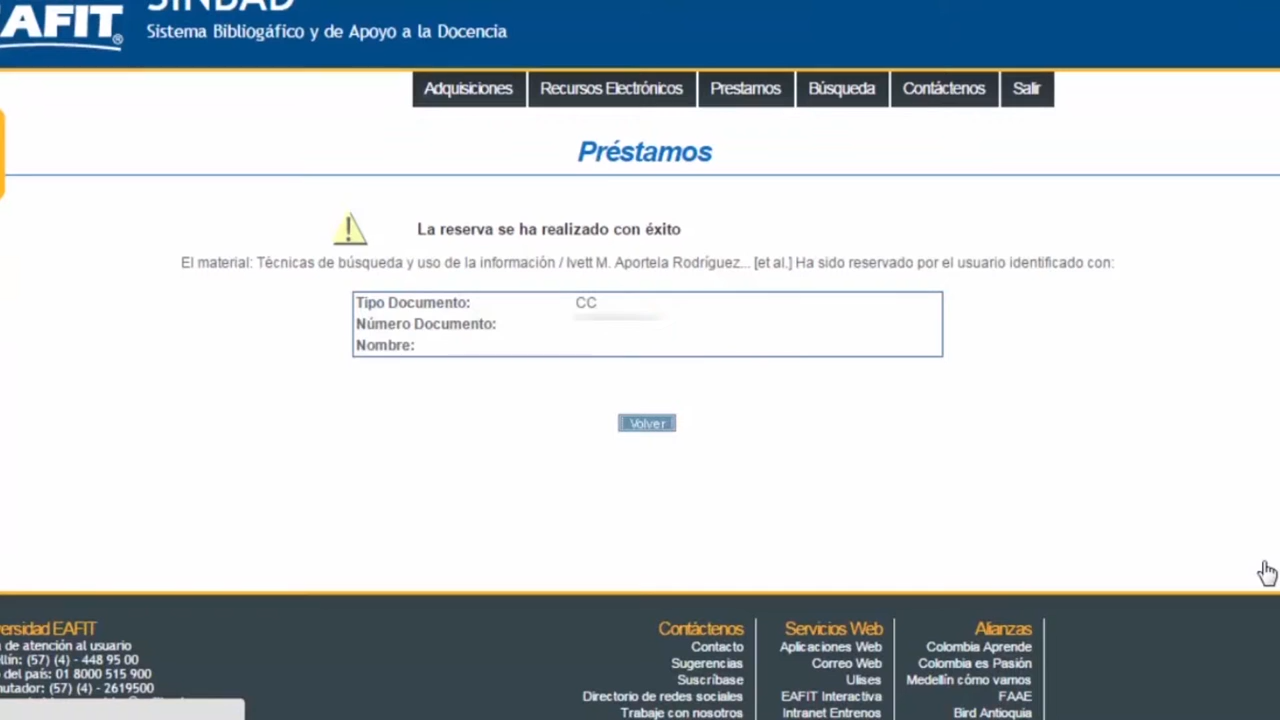 SINBAD
EAFIT®
Sistema Bibliogáfico y de Apoyo a la Docencia
Adquisiciones Recursos Electrónicos Prestamos Búsqueda Contáctenos Salir
Préstamos
La reserva se ha realizado con éxito
El material: Técnicas de búsqueda y uso de la información / Ivett M. Aportela Rodríguez... [et al.] Ha sido reservado por el usuario identificado con:
Tipo Documento: CC
Número Documento:
Nombre:
Volver
ersidad EAFIT
de atención al usuario
llín: (57) (4) - 448 95 00
del país: 01 8000 515 900
mutador: (57) (4) - 2619500
Contáctenos
Contacto
Sugerencias
Suscríbase
Directorio de redes sociales
Trabaje con nosotros
Servicios Web
Aplicaciones Web
Correo Web
Ulises
EAFIT Interactiva
Intranet Entrenos
Alianzas
Colombia Aprende
Colombia es Pasión
Medellín cómo vamos
FAAE
Bird Antioquia